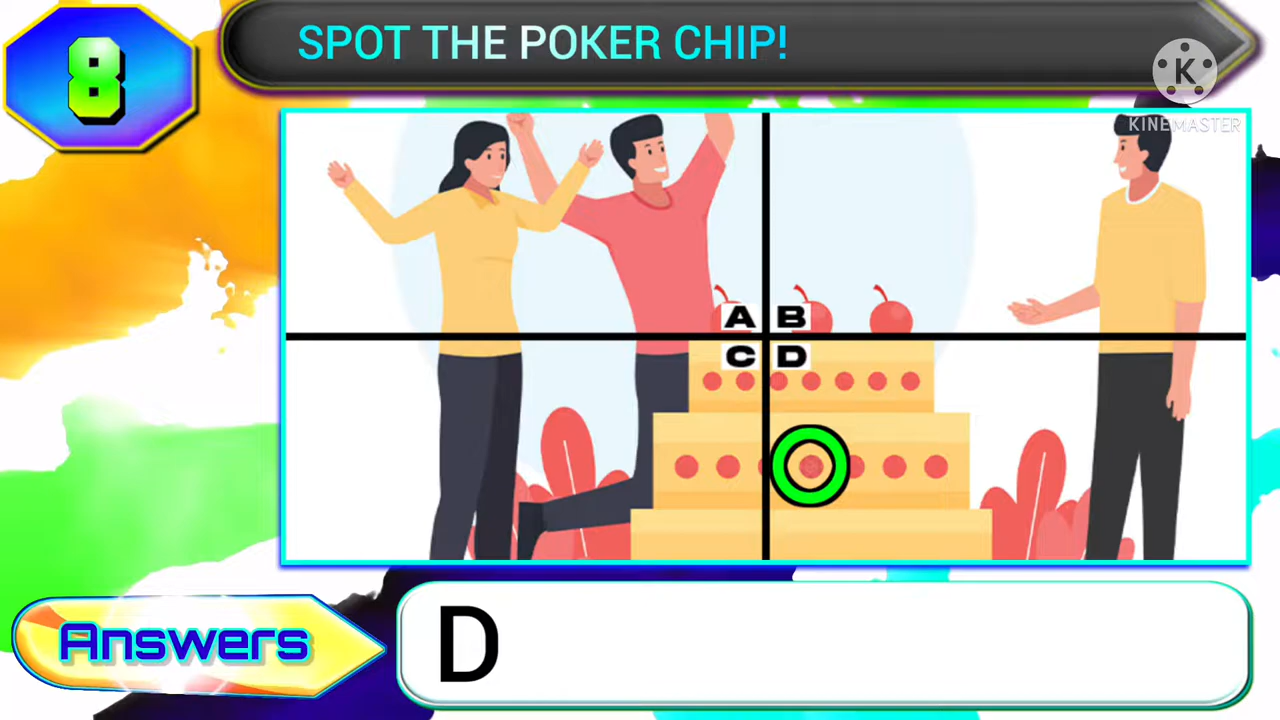 8
SPOT THE POKER CHIP!
K
KINEMASTER
A B
C D
Answers
D